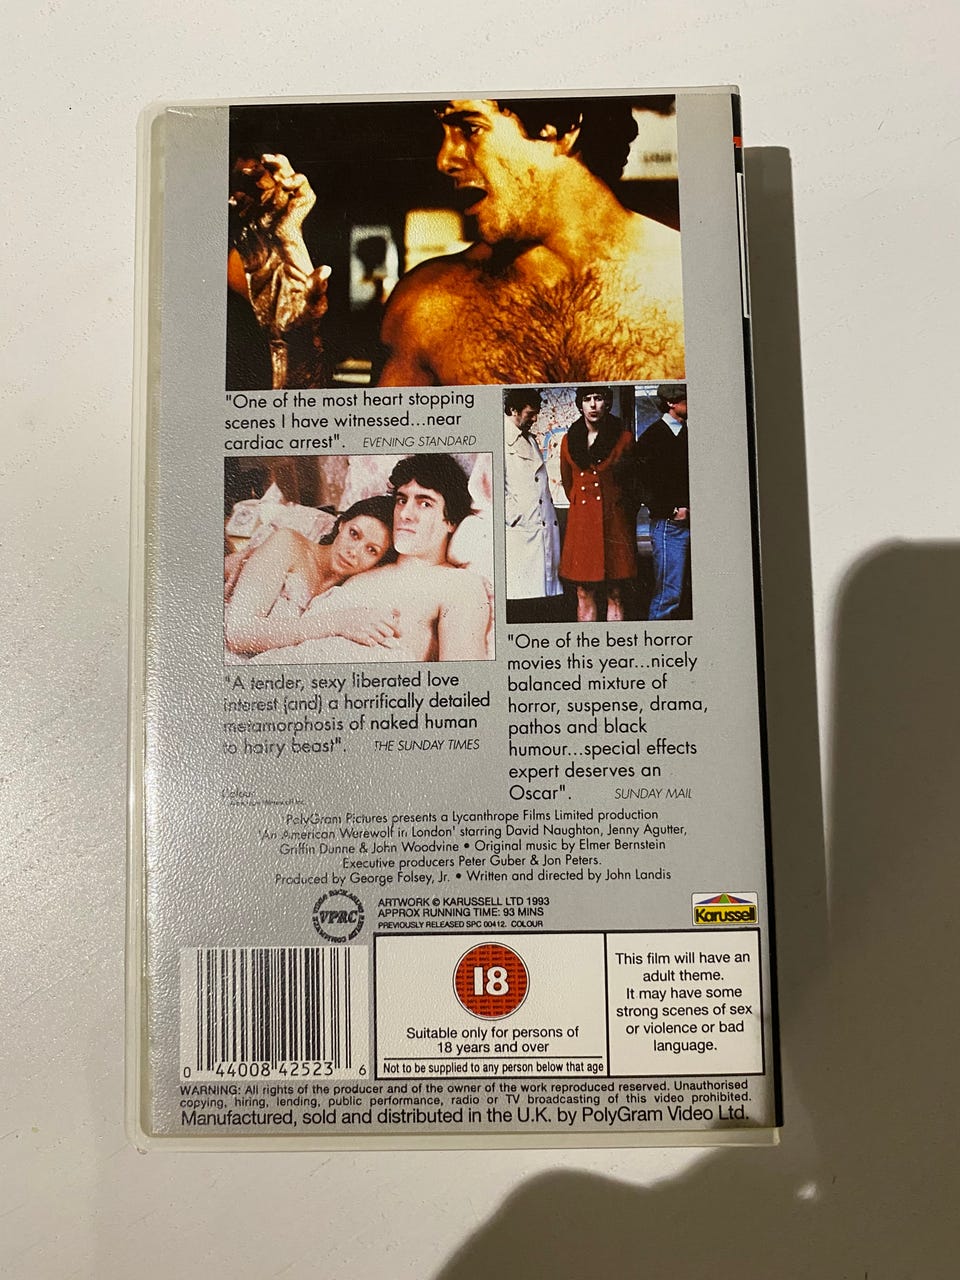 "One of the most heart stopping
scenes I have witnessed...near
cardiac arrest". EVENING STANDARD
"A tender, sexy liberated love
interest {and} a horrifically detailed
metamorphosis of naked human
to hairy beast". THE SUNDAY TIMES
"One of the best horror
movies this year...nicely
balanced mixture of
horror, suspense, drama,
pathos and black
humour...special effects
expert deserves an
Oscar". SUNDAY MAIL
Colour
PolyGram Pictures presents a Lycanthrope Films Limited production
'An American Werewolf in London' starring David Naughton, Jenny Agutter,
Griffin Dunne & John Woodvine • Original music by Elmer Bernstein
Executive producers Peter Guber & Jon Peters.
Produced by George Folsey, Jr. • Written and directed by John Landis
VPRC
ARTWORK © KARUSSELL LTD 1993
APPROX RUNNING TIME: 93 MINS
PREVIOUSLY RELEASED SPC 00412. COLOUR
Karussell
18
Suitable only for persons of
18 years and over
Not to be supplied to any person below that age
This film will have an
adult theme.
It may have some
strong scenes of sex
or violence or bad
language.
0 44008 42523 6
WARNING: All rights of the producer and of the owner of the work reproduced reserved. Unauthorised
copying, hiring, lending, public performance, radio or TV broadcasting of this video prohibited.
Manufactured, sold and distributed in the U.K. by PolyGram Video Ltd.